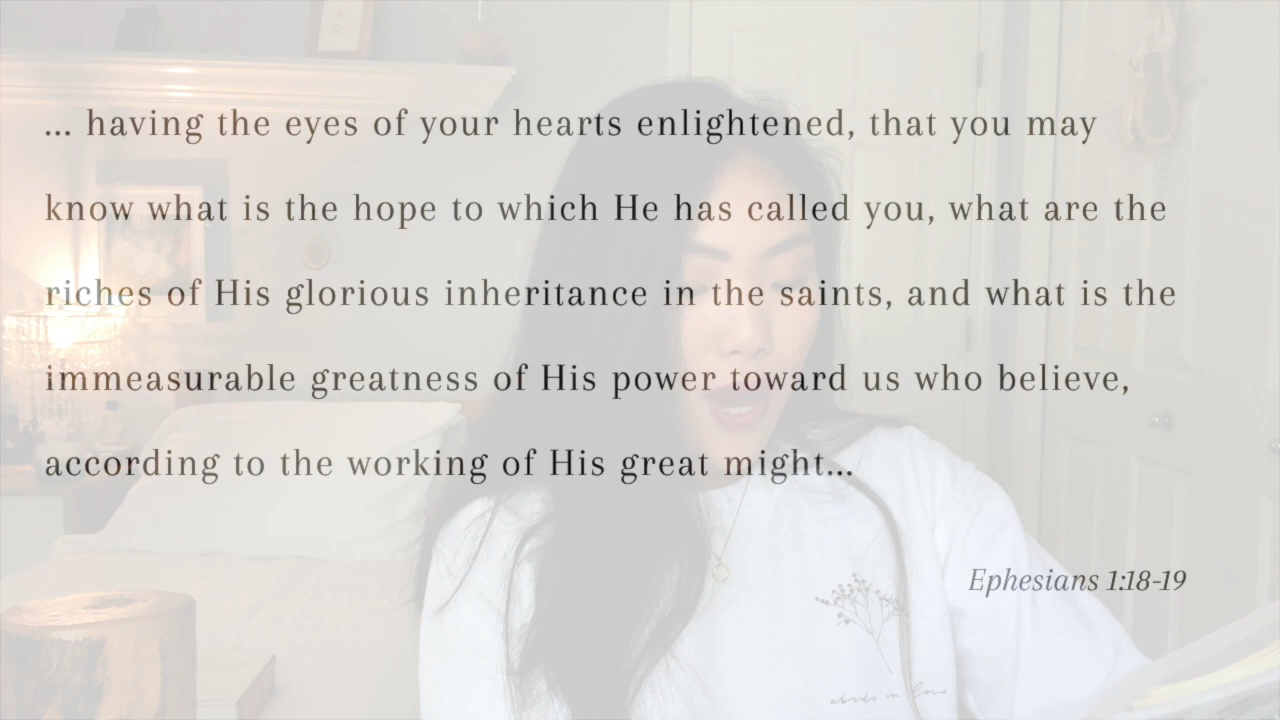 ... having the eyes of your hearts enlightened, that you may
know what is the hope to which He has called you, what are the
riches of His glorious inheritance in the saints, and what is the
immeasurable greatness of His power toward us who believe,
according to the working of His great might...
Ephesians 1:18-19
abide in love